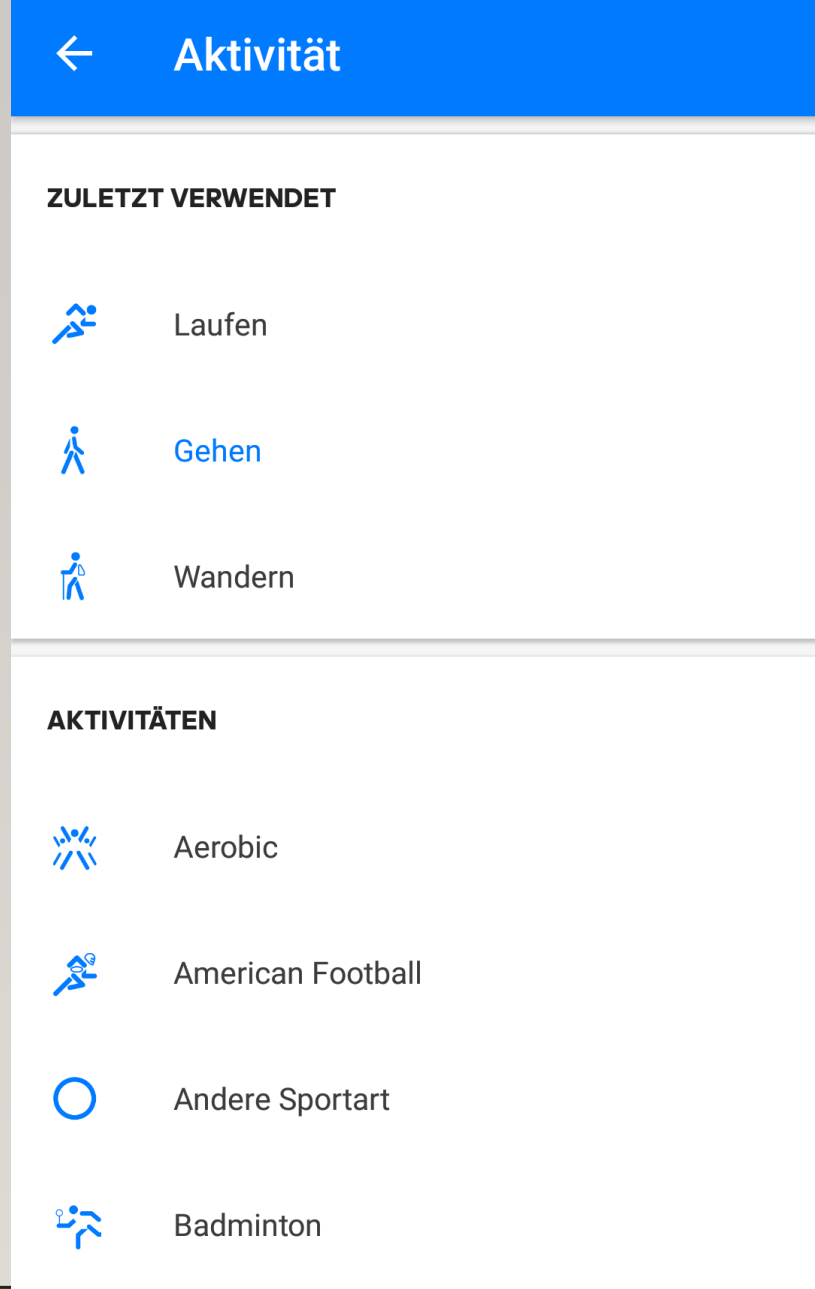 Aktivität
ZULETZT VERWENDET
Laufen
Gehen
Wandern
AKTIVITÄTEN
Aerobic
American Football
Andere Sportart
Badminton